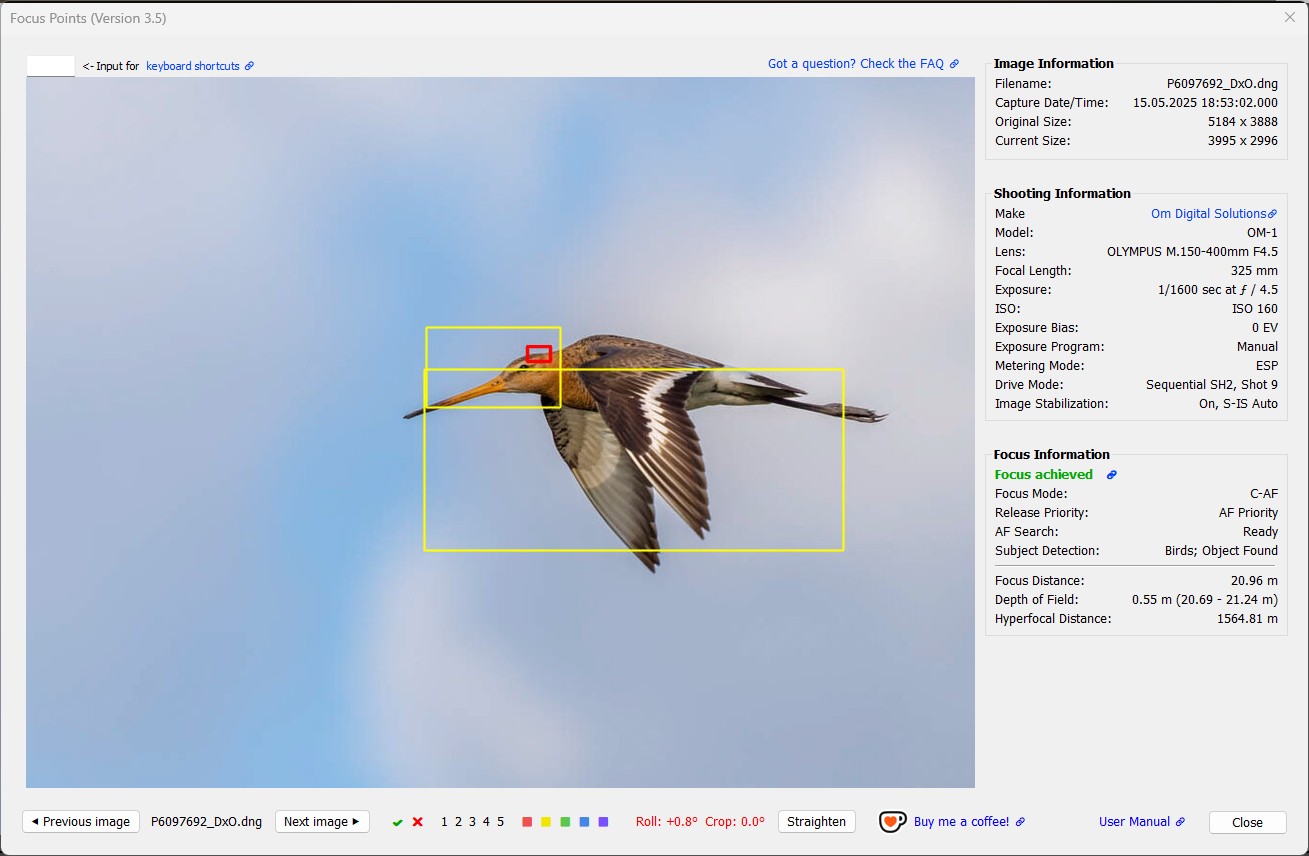 Focus Points (Version 3.5)
<- Input for keyboard shortcuts
Got a question? Check the FAQ
Image Information
Filename: P6097692_DxO.dng
Capture Date/Time: 15.05.2025 18:53:02.000
Original Size: 5184 x 3888
Current Size: 3995 x 2996
Shooting Information
Make Om Digital Solutions
Model: OM-1
Lens: OLYMPUS M.150-400mm F4.5
Focal Length: 325 mm
Exposure: 1/1600 sec at ƒ / 4.5
ISO: ISO 160
Exposure Bias: 0 EV
Exposure Program: Manual
Metering Mode: ESP
Drive Mode: Sequential SH2, Shot 9
Image Stabilization: On, S-IS Auto
Focus Information
Focus achieved
Focus Mode: C-AF
Release Priority: AF Priority
AF Search: Ready
Subject Detection: Birds; Object Found
Focus Distance: 20.96 m
Depth of Field: 0.55 m (20.69 - 21.24 m)
Hyperfocal Distance: 1564.81 m
Previous image P6097692_DxO.dng Next image 1 2 3 4 5 Roll: +0.8° Crop: 0.0° Straighten Buy me a coffee! User Manual Close